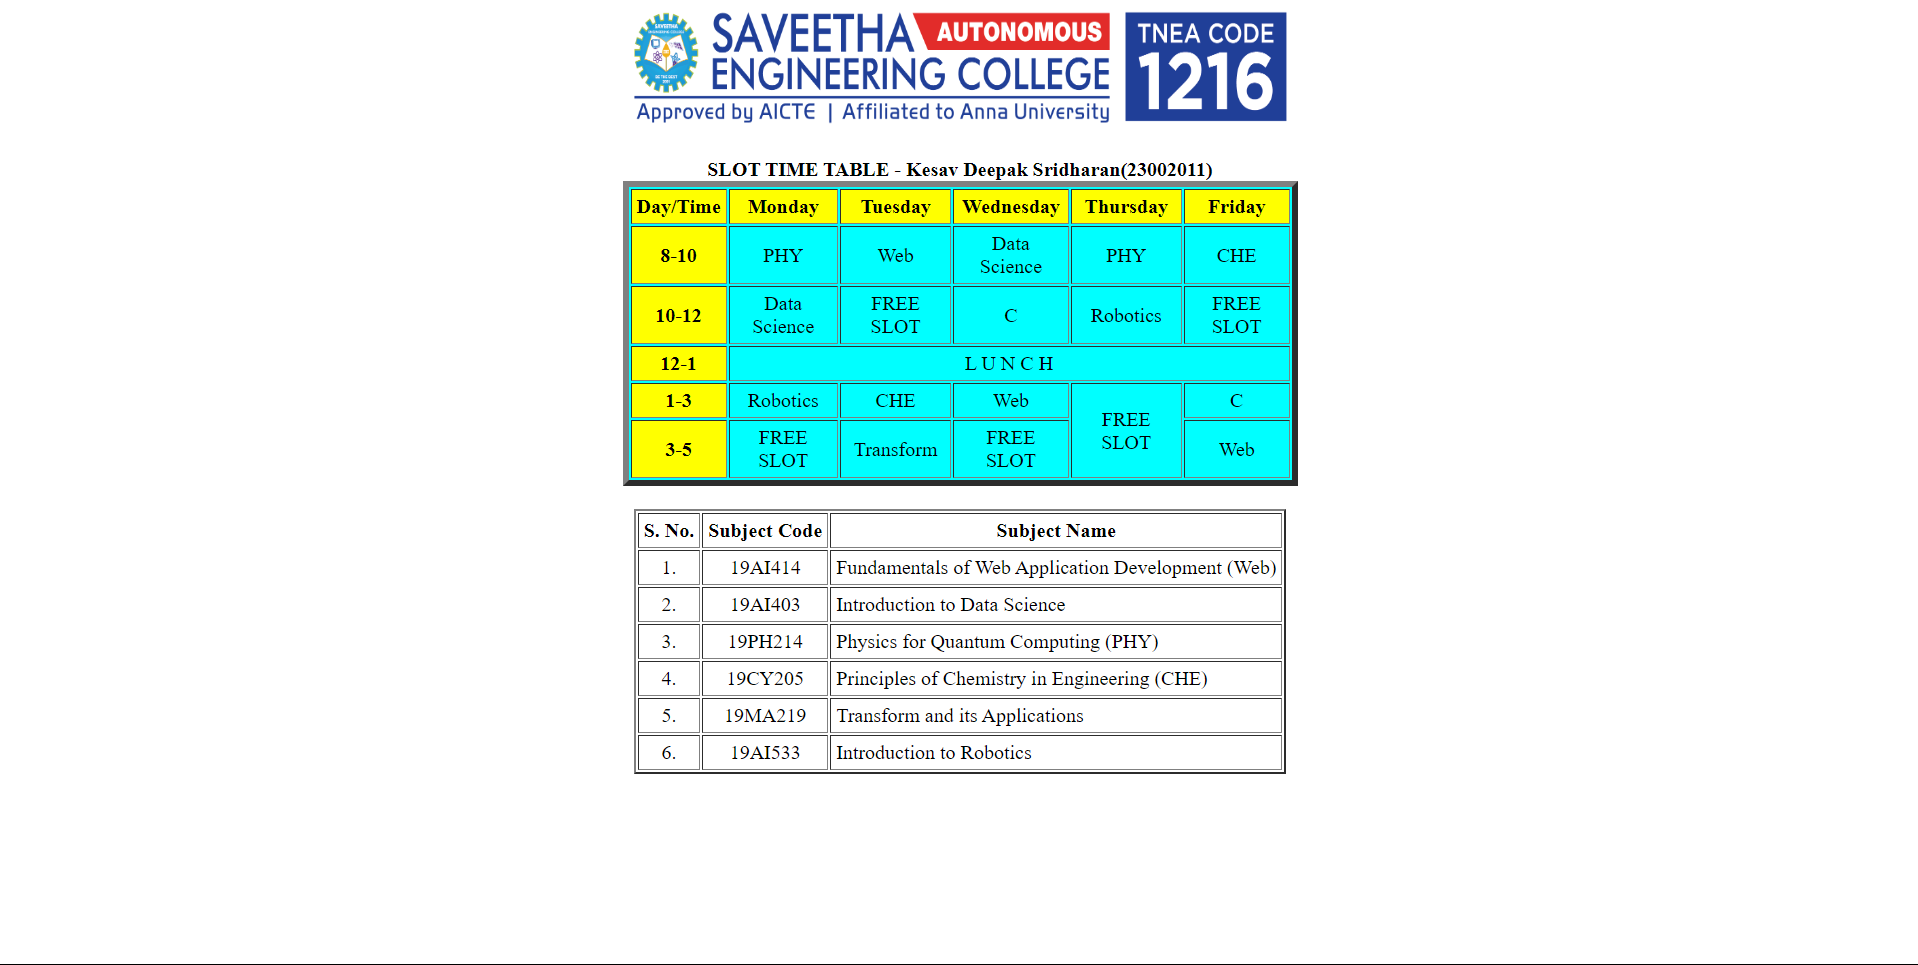 SAVEETHA AUTONOMOUS
ENGINEERING COLLEGE
Approved by AICTE | Affiliated to Anna University
TNEA CODE
1216
SLOT TIME TABLE - Kesav Deepak Sridharan(23002011)
Day/Time Monday Tuesday Wednesday Thursday Friday
8-10 PHY Web Data Science PHY CHE
10-12 Data Science FREE SLOT C Robotics FREE SLOT
12-1 L U N C H
1-3 Robotics CHE Web FREE SLOT C
3-5 FREE SLOT Transform FREE SLOT Web
S. No. Subject Code Subject Name
1. 19AI414 Fundamentals of Web Application Development (Web)
2. 19AI403 Introduction to Data Science
3. 19PH214 Physics for Quantum Computing (PHY)
4. 19CY205 Principles of Chemistry in Engineering (CHE)
5. 19MA219 Transform and its Applications
6. 19AI533 Introduction to Robotics